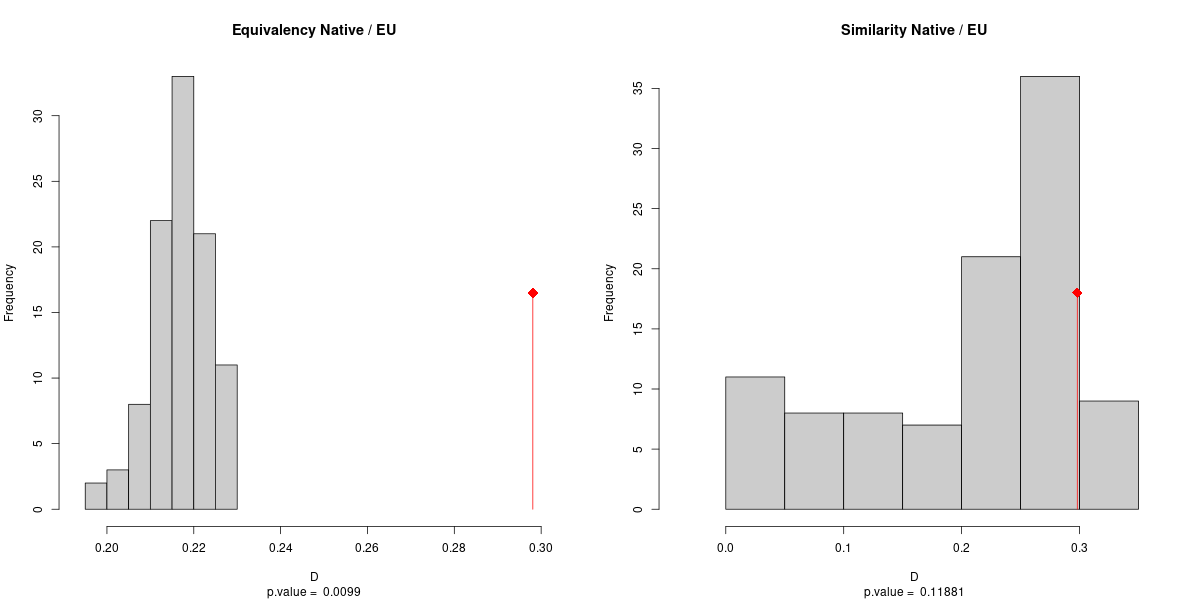 Equivalency Native / EU
Frequency
30
25
20
15
10
5
0
0.20 0.22 0.24 0.26 0.28 0.30
D
p.value = 0.0099
Similarity Native / EU
Frequency
35
30
25
20
15
10
5
0
0.0 0.1 0.2 0.3
D
p.value = 0.11881